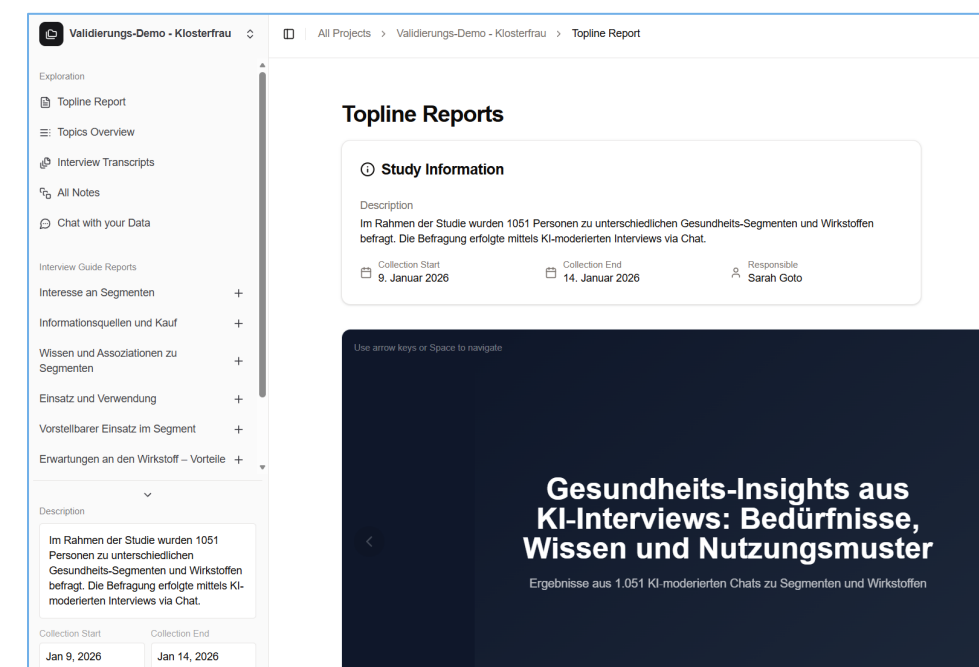 Validierungs-Demo - Klosterfrau
All Projects > Validierungs-Demo - Klosterfrau > Topline Report
Exploration
Topline Report
Topics Overview
Interview Transcripts
All Notes
Chat with your Data
Interview Guide Reports
Interesse an Segmenten +
Informationsquellen und Kauf +
Wissen und Assoziationen zu
Segmenten +
Einsatz und Verwendung +
Vorstellbarer Einsatz im Segment +
Erwartungen an den Wirkstoff – Vorteile +
Description
Im Rahmen der Studie wurden 1051
Personen zu unterschiedlichen
Gesundheits-Segmenten und Wirkstoffen
befragt. Die Befragung erfolgte mittels KI-
moderierten Interviews via Chat.
Collection Start Collection End
Jan 9, 2026 Jan 14, 2026
Topline Reports
Study Information
Description
Im Rahmen der Studie wurden 1051 Personen zu unterschiedlichen Gesundheits-Segmenten und Wirkstoffen
befragt. Die Befragung erfolgte mittels KI-moderierten Interviews via Chat.
Collection Start Collection End Responsible
9. Januar 2026 14. Januar 2026 Sarah Goto
Use arrow keys or Space to navigate
Gesundheits-Insights aus
KI-Interviews: Bedürfnisse,
Wissen und Nutzungsmuster
Ergebnisse aus 1.051 KI-moderierten Chats zu Segmenten und Wirkstoffen